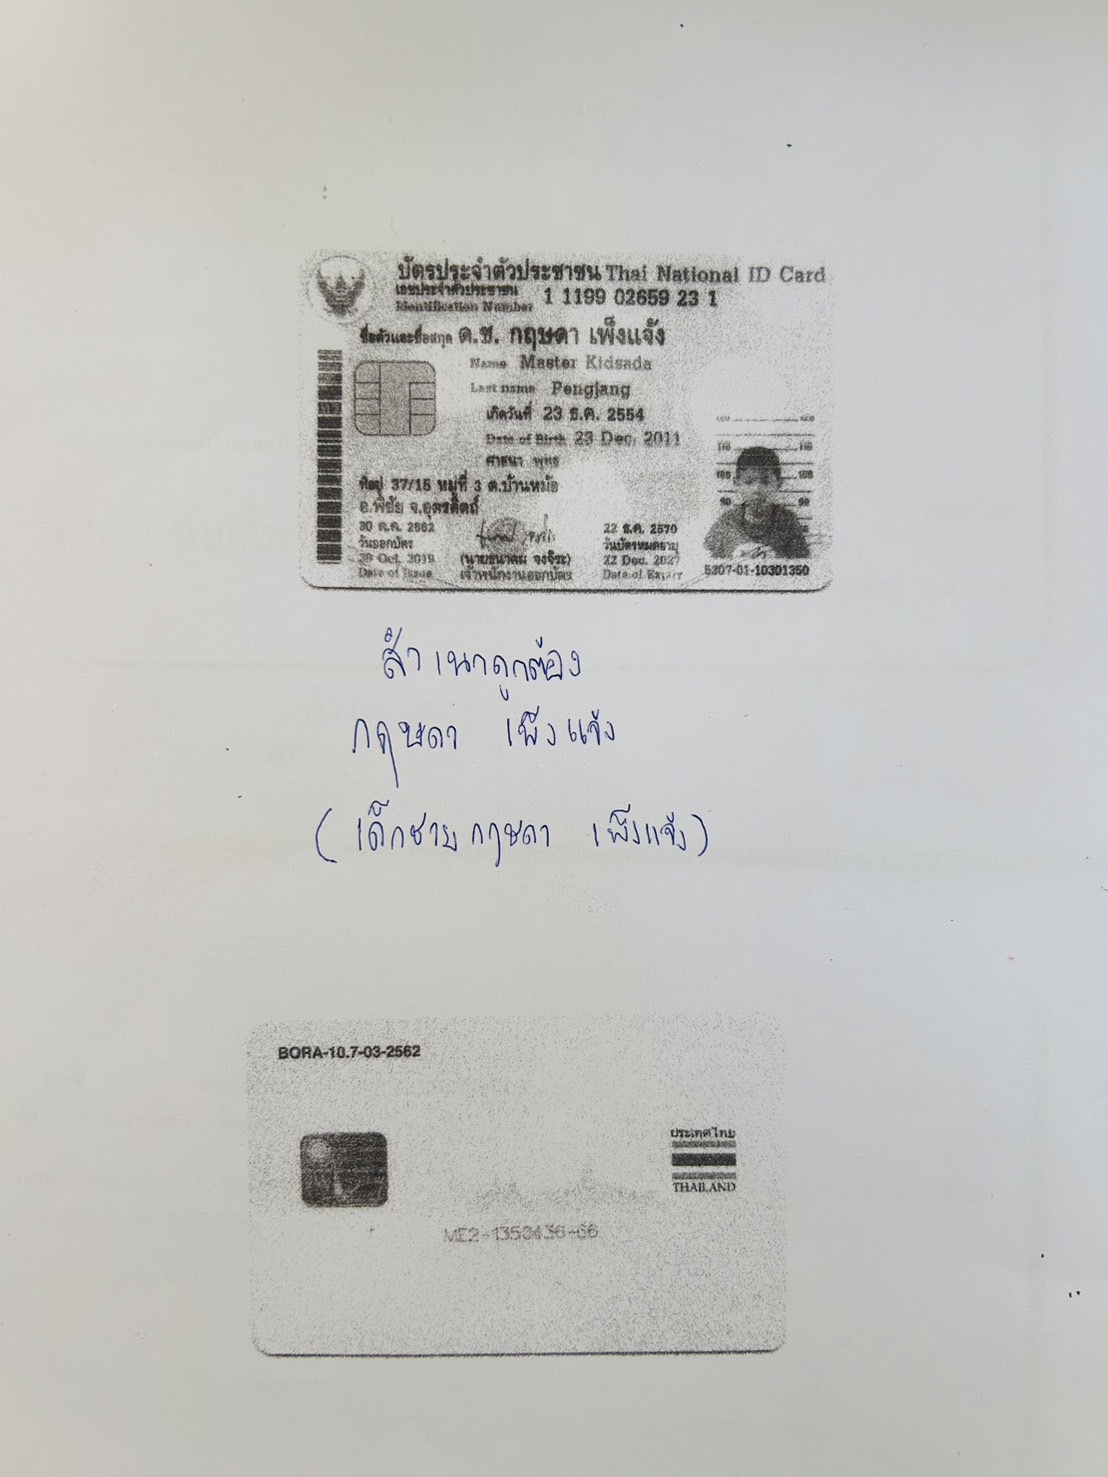 บัตรประจำตัวประชาชน Thai National ID Card
เลขประจำตัวประชาชน
Identification Number 1 1199 02659 23 1
ชื่อตัวและชื่อสกุล ด.ช. กฤษดา เพ็งแจ้ง
Name Master Kidsada
Last name Pengjang
เกิดวันที่ 23 ธ.ค. 2554
Date of Birth 23 Dec. 2011
ศาสนา พุทธ
ที่อยู่ 37/15 หมู่ที่ 3 ต.บ้านหม้อ
อ.พิชัย จ.อุตรดิตถ์
30 ต.ค. 2562
วันออกบัตร
30 Oct. 2019
Date of Issue
เจ้าพนักงานออกบัตร
22 ธ.ค. 2570
วันบัตรหมดอายุ
22 Dec. 2027
Date of Expiry
5307-01-10301350
สำเนาถูกต้อง
กฤษดา เพ็งแจ้ง
(เด็กชายกฤษดา เพ็งแจ้ง)
BORA-10.7-03-2562
ประเทศไทย
THAILAND